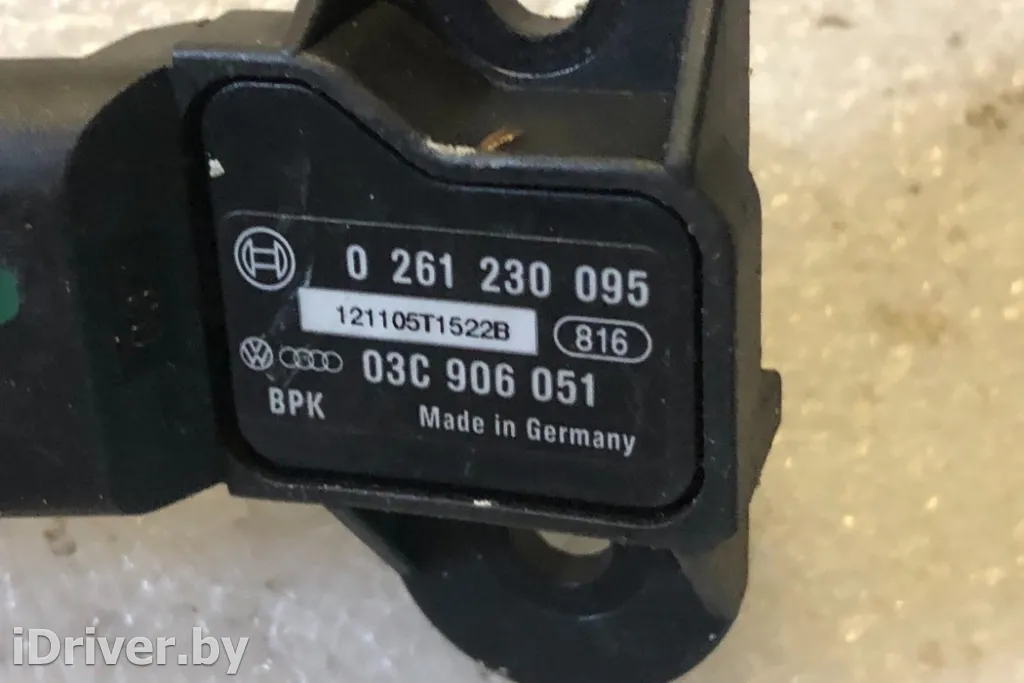 0 261 230 095
121105T1522B
816
03C 906 051
BPK
Made in Germany
iDriver.by